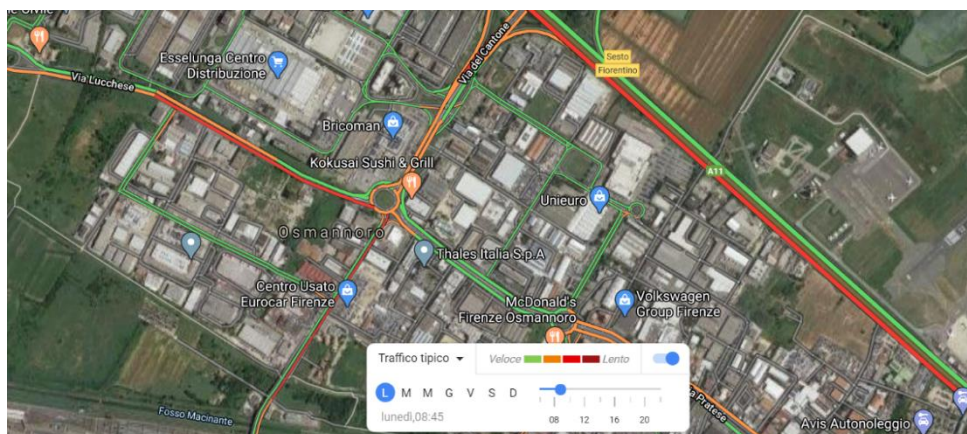 Civile
Esselunga Centro
Distribuzione
Via Lucchese
Via del Cantone
Sesto
Fiorentino
Bricoman
Kokusai Sushi & Grill
A11
Unieuro
Osmannoro
Thales Italia S.p.A
Centro Usato
Eurocar Firenze
McDonald's
Firenze Osmannoro
Volkswagen
Group Firenze
Traffico tipico
Veloce
Lento
L M M G V S D
lunedì,08:45
08 12 16 20
Fosso Macinante
a Pratese
Avis Autonoleggio